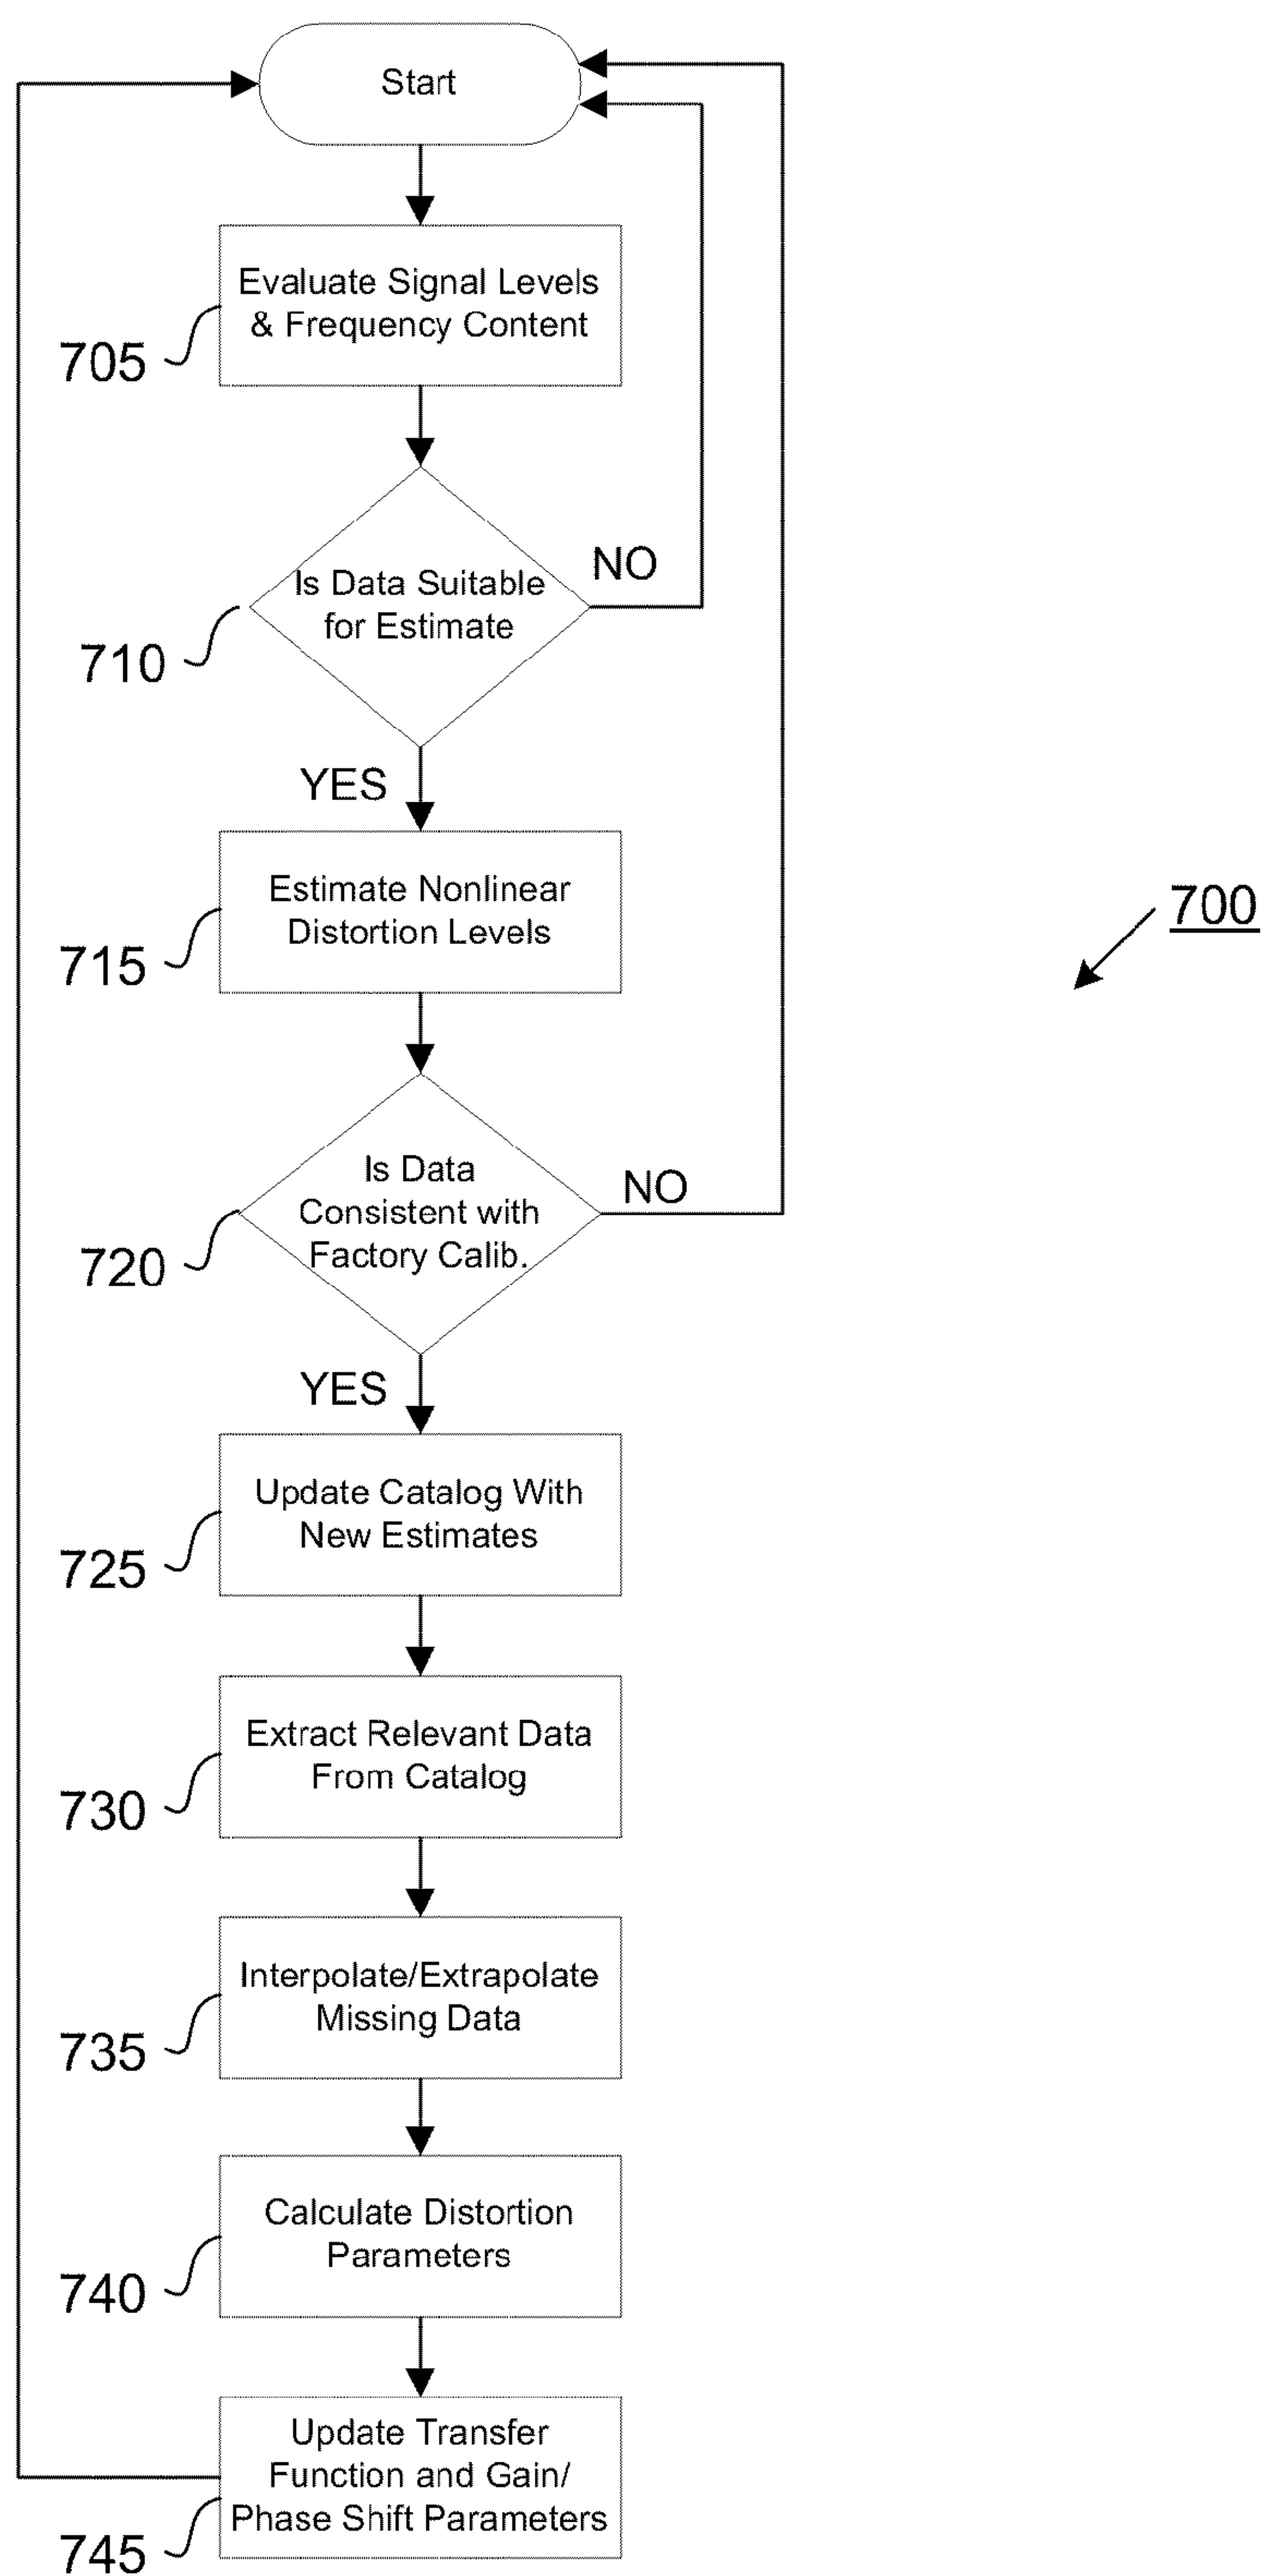 Start
Evaluate Signal Levels
& Frequency Content
705
Is Data Suitable
for Estimate
NO
710
YES
Estimate Nonlinear
Distortion Levels
715
700
Is Data
Consistent with
Factory Calib.
NO
720
YES
Update Catalog With
New Estimates
725
Extract Relevant Data
From Catalog
730
Interpolate/Extrapolate
Missing Data
735
Calculate Distortion
Parameters
740
Update Transfer
Function and Gain/
Phase Shift Parameters
745